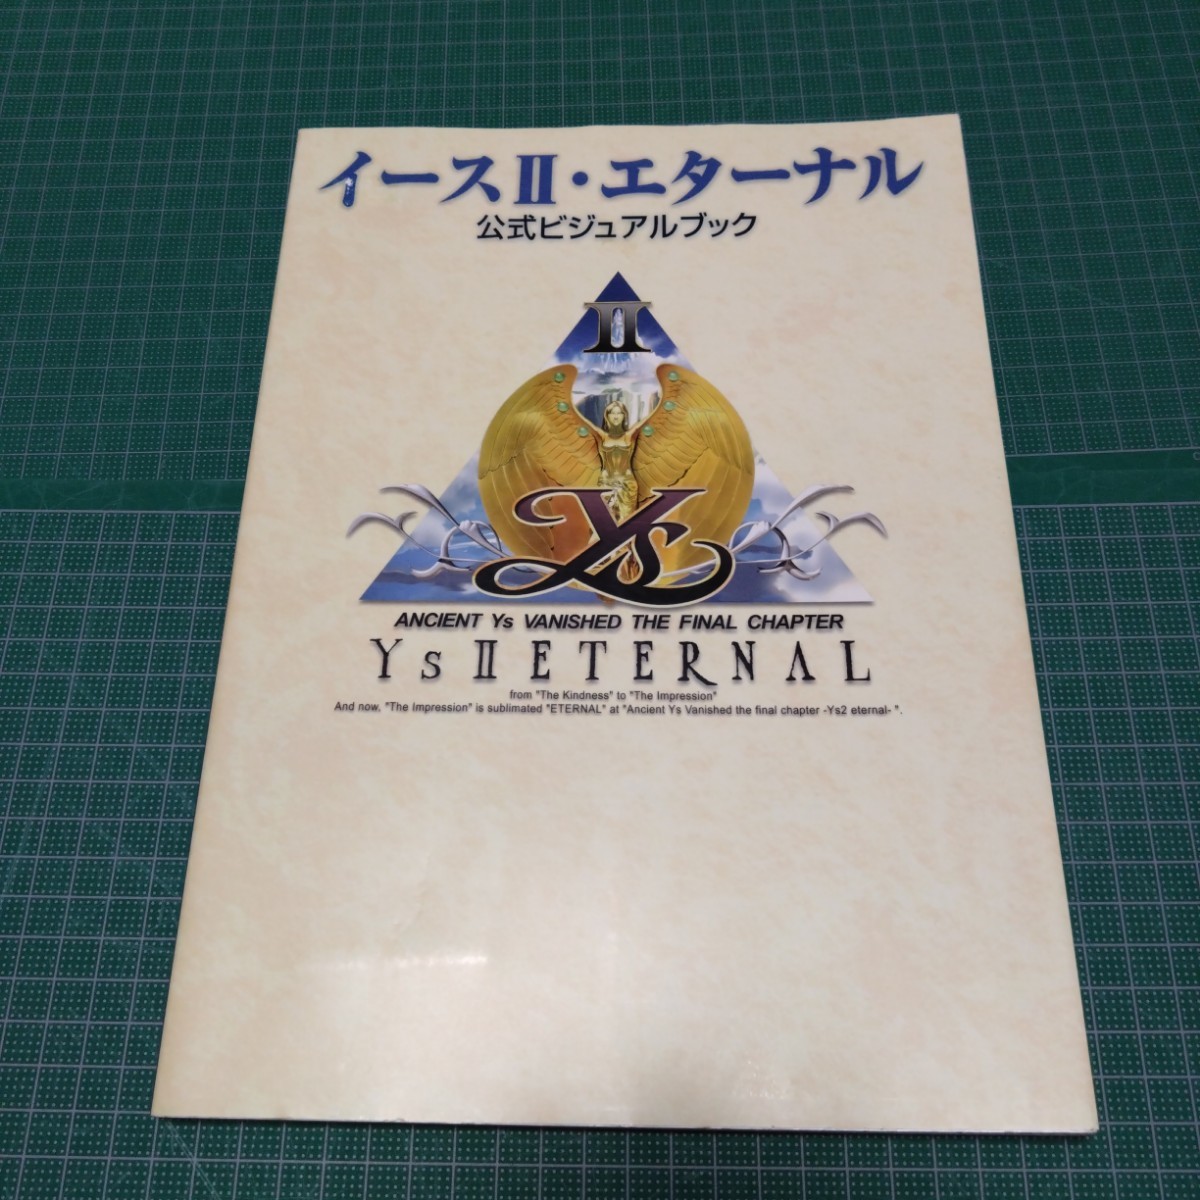 イースⅡ・エターナル
公式ビジュアルブック
Ⅱ
Ys
ANCIENT Ys VANISHED THE FINAL CHAPTER
Ys Ⅱ ETERNAL
from "The Kindness" to "The Impression"
And now, "The Impression" is sublimated "ETERNAL" at "Ancient Ys Vanished the final chapter -Ys2 eternal- ".